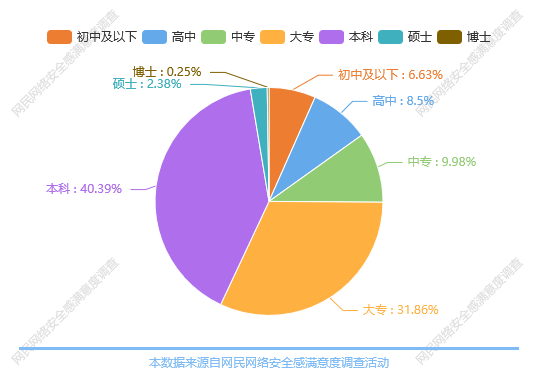 初中及以下 高中 中专 大专 本科 硕士 博士
博士 : 0.25%
硕士 : 2.38%
初中及以下 : 6.63%
高中 : 8.5%
中专 : 9.98%
本科 : 40.39%
大专 : 31.86%
网民网络安全感满意度调查
网民网络安全感满意度调查
网民网络安全感满意度调查
网民网络安全感满意度调查
本数据来源自网民网络安全感满意度调查活动